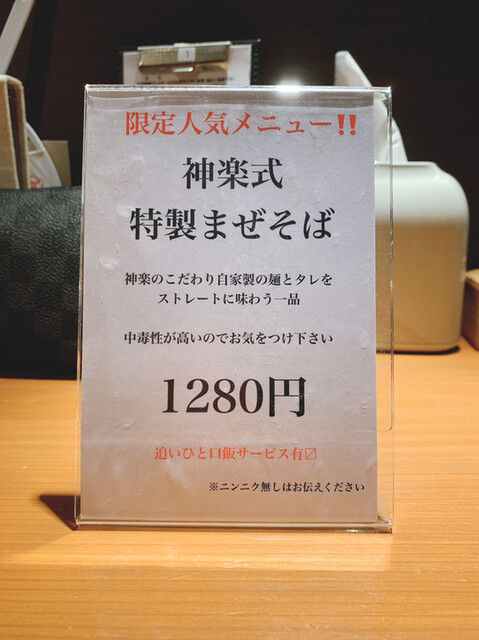 限定人気メニュー!!
神楽式
特製まぜそば
神楽のこだわり自家製の麺とタレを
ストレートに味わう一品
中毒性が高いのでお気をつけ下さい
1280円
追いひと口飯サービス有〼
※ニンニク無しはお伝えください